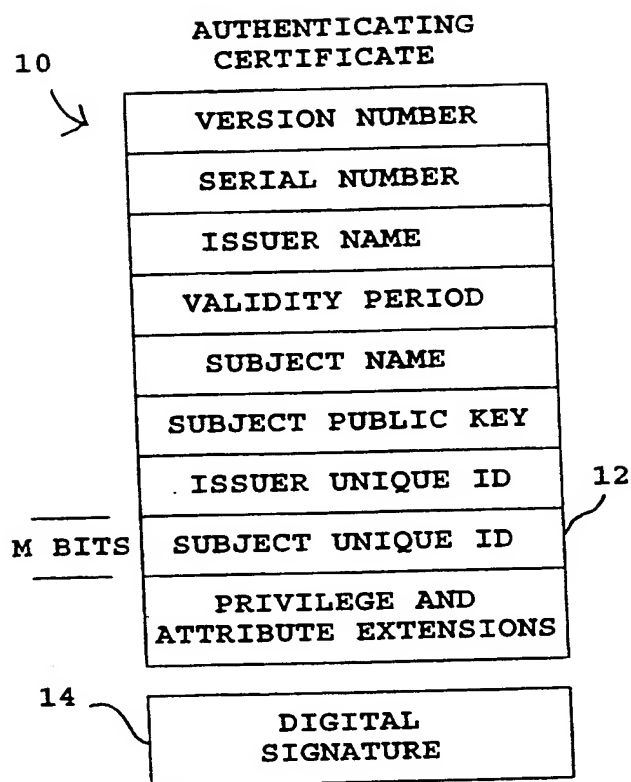 AUTHENTICATING
CERTIFICATE
10
VERSION NUMBER
SERIAL NUMBER
ISSUER NAME
VALIDITY PERIOD
SUBJECT NAME
SUBJECT PUBLIC KEY
ISSUER UNIQUE ID
12
M BITS
SUBJECT UNIQUE ID
PRIVILEGE AND
ATTRIBUTE EXTENSIONS
14
DIGITAL
SIGNATURE